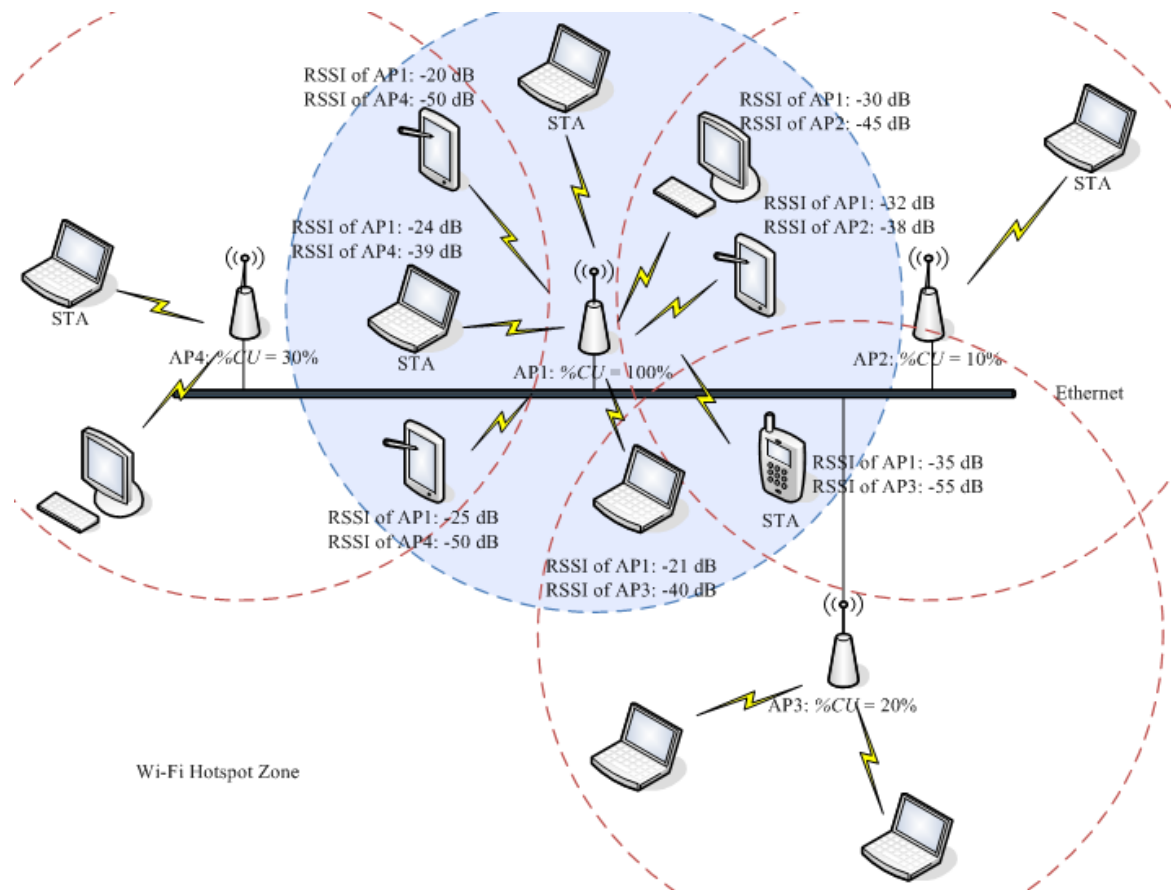 RSSI of AP1: -20 dB
RSSI of AP4: -50 dB
STA
RSSI of AP1: -30 dB
RSSI of AP2: -45 dB
STA
RSSI of AP1: -32 dB
RSSI of AP2: -38 dB
RSSI of AP1: -24 dB
RSSI of AP4: -39 dB
STA
STA
AP4: %CU = 30%
AP1: %CU = 100%
AP2: %CU = 10%
Ethernet
RSSI of AP1: -35 dB
RSSI of AP3: -55 dB
STA
RSSI of AP1: -25 dB
RSSI of AP4: -50 dB
RSSI of AP1: -21 dB
RSSI of AP3: -40 dB
AP3: %CU = 20%
Wi-Fi Hotspot Zone